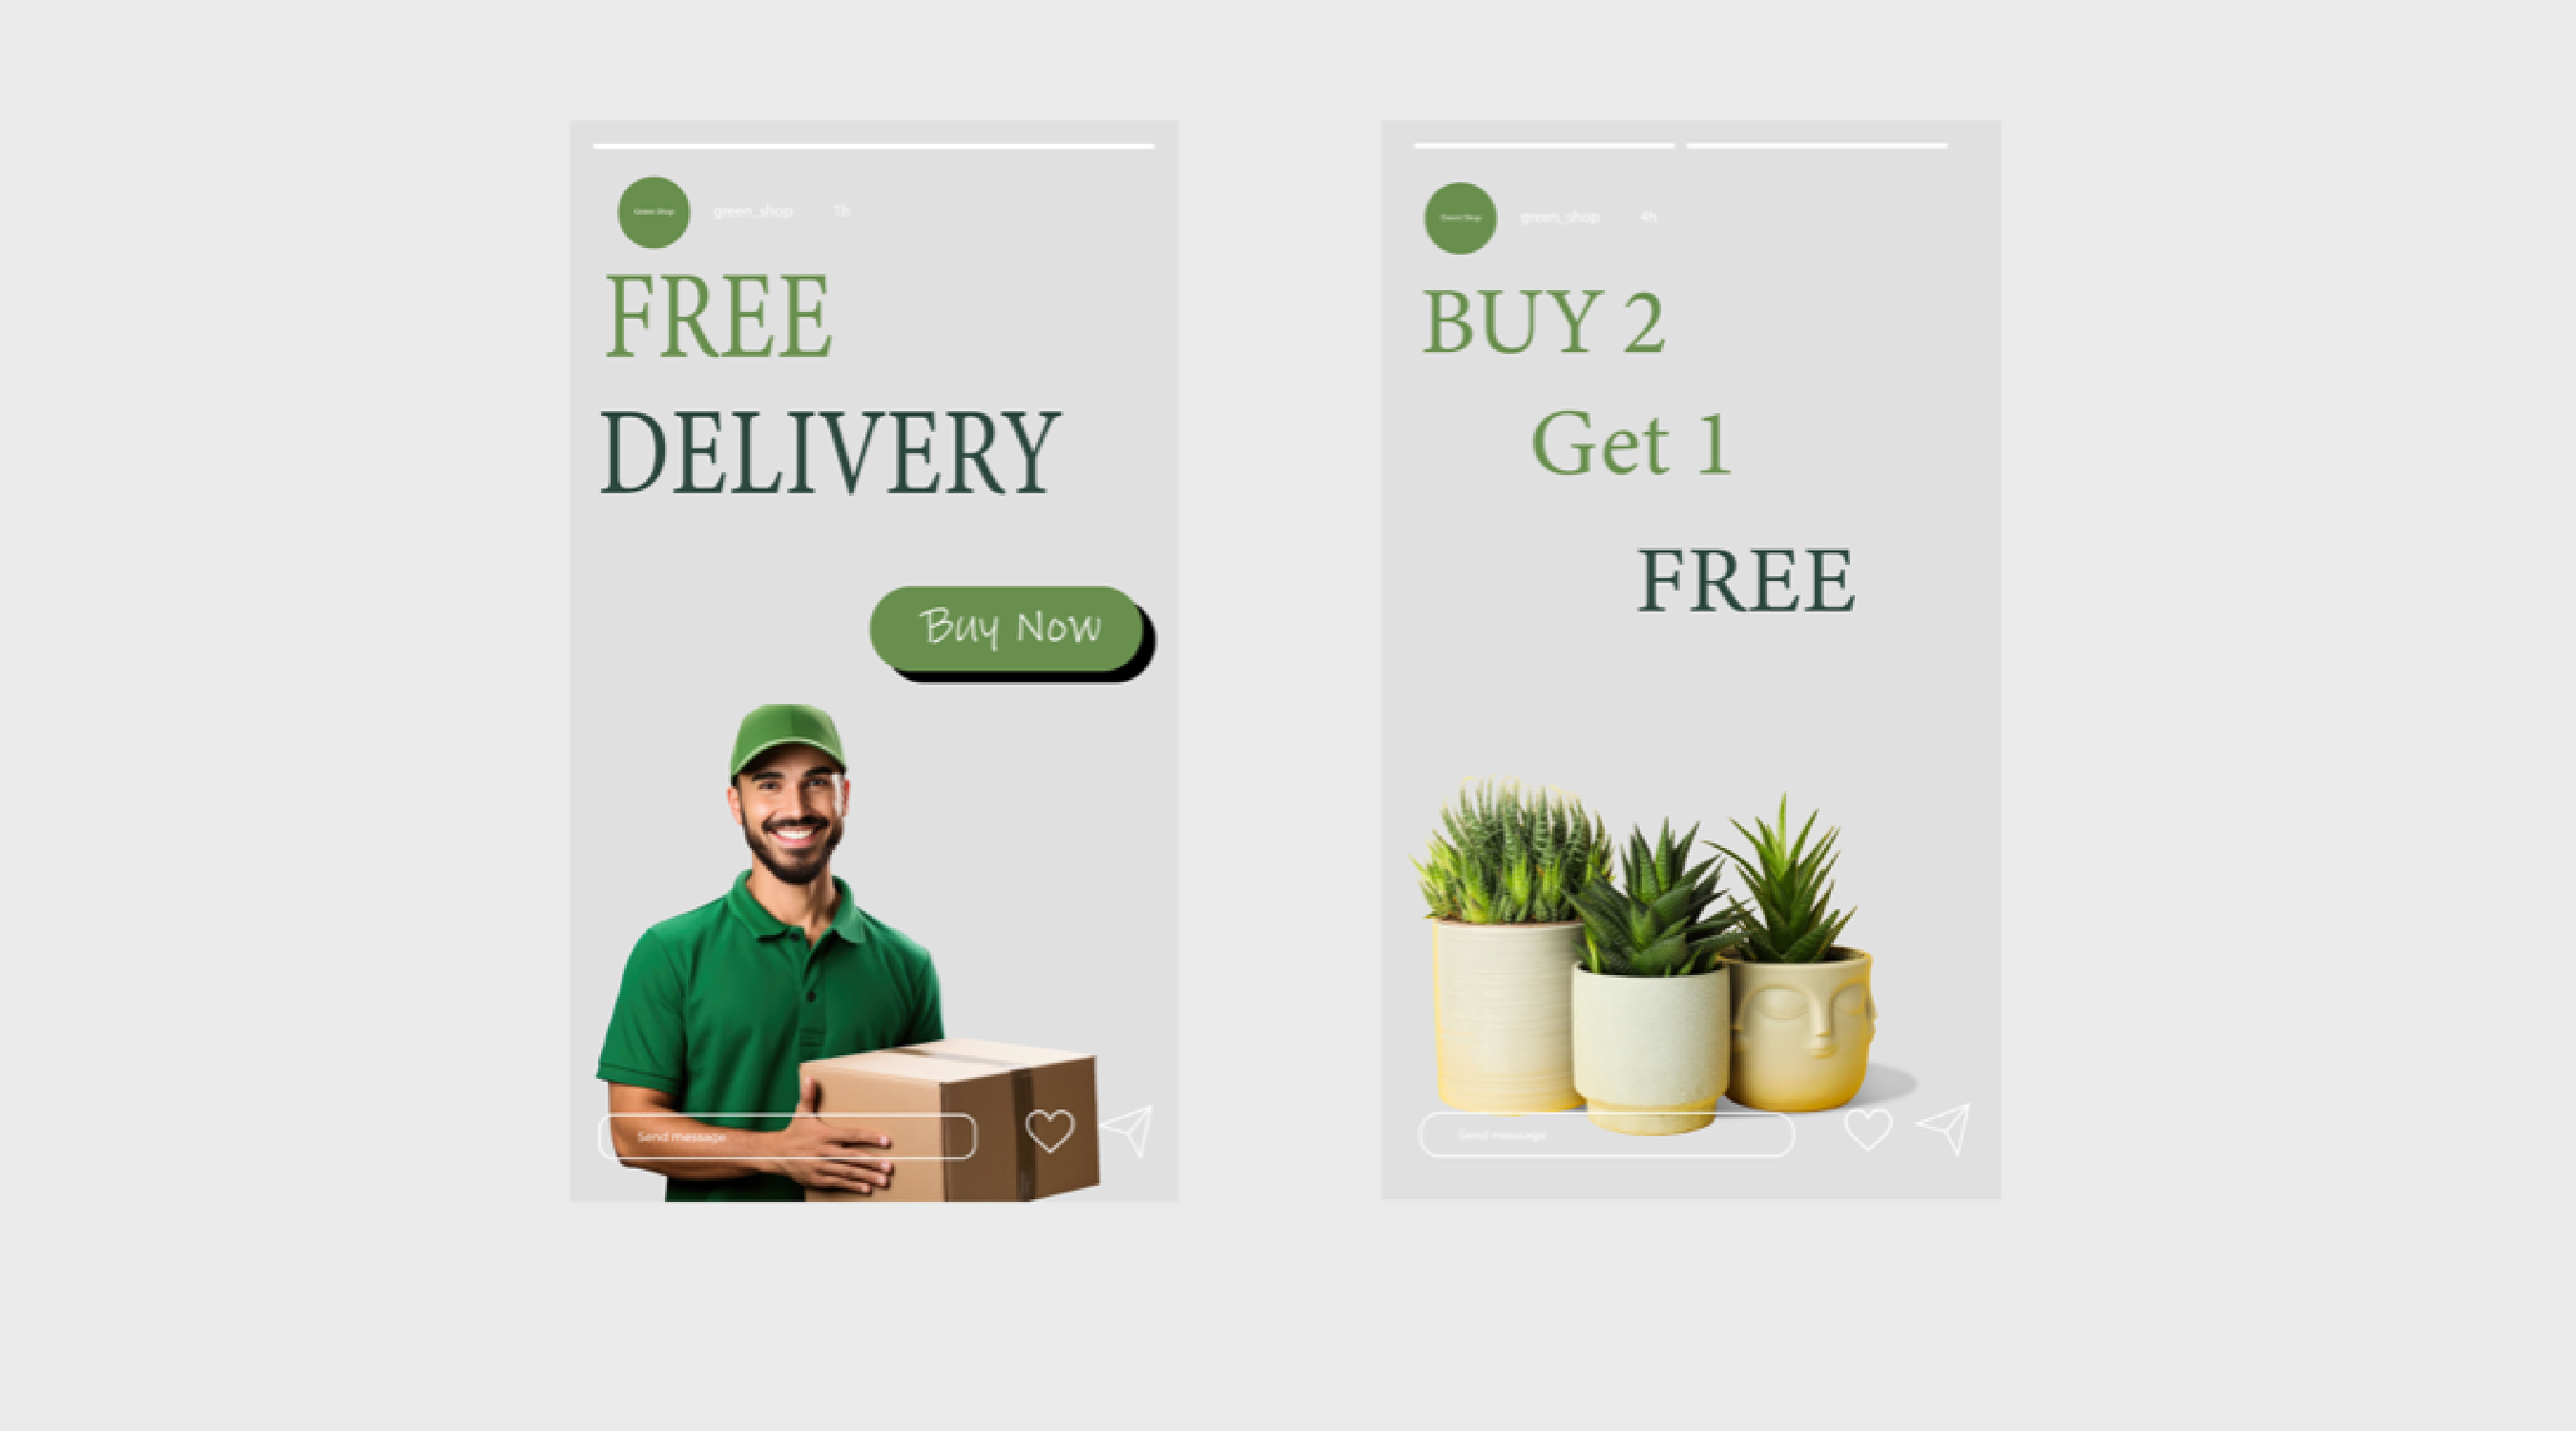 Green Shop
green_shop 1h
FREE
DELIVERY
Buy Now
Send message
Green Shop
green_shop 4h
BUY 2
Get 1
FREE
Send message